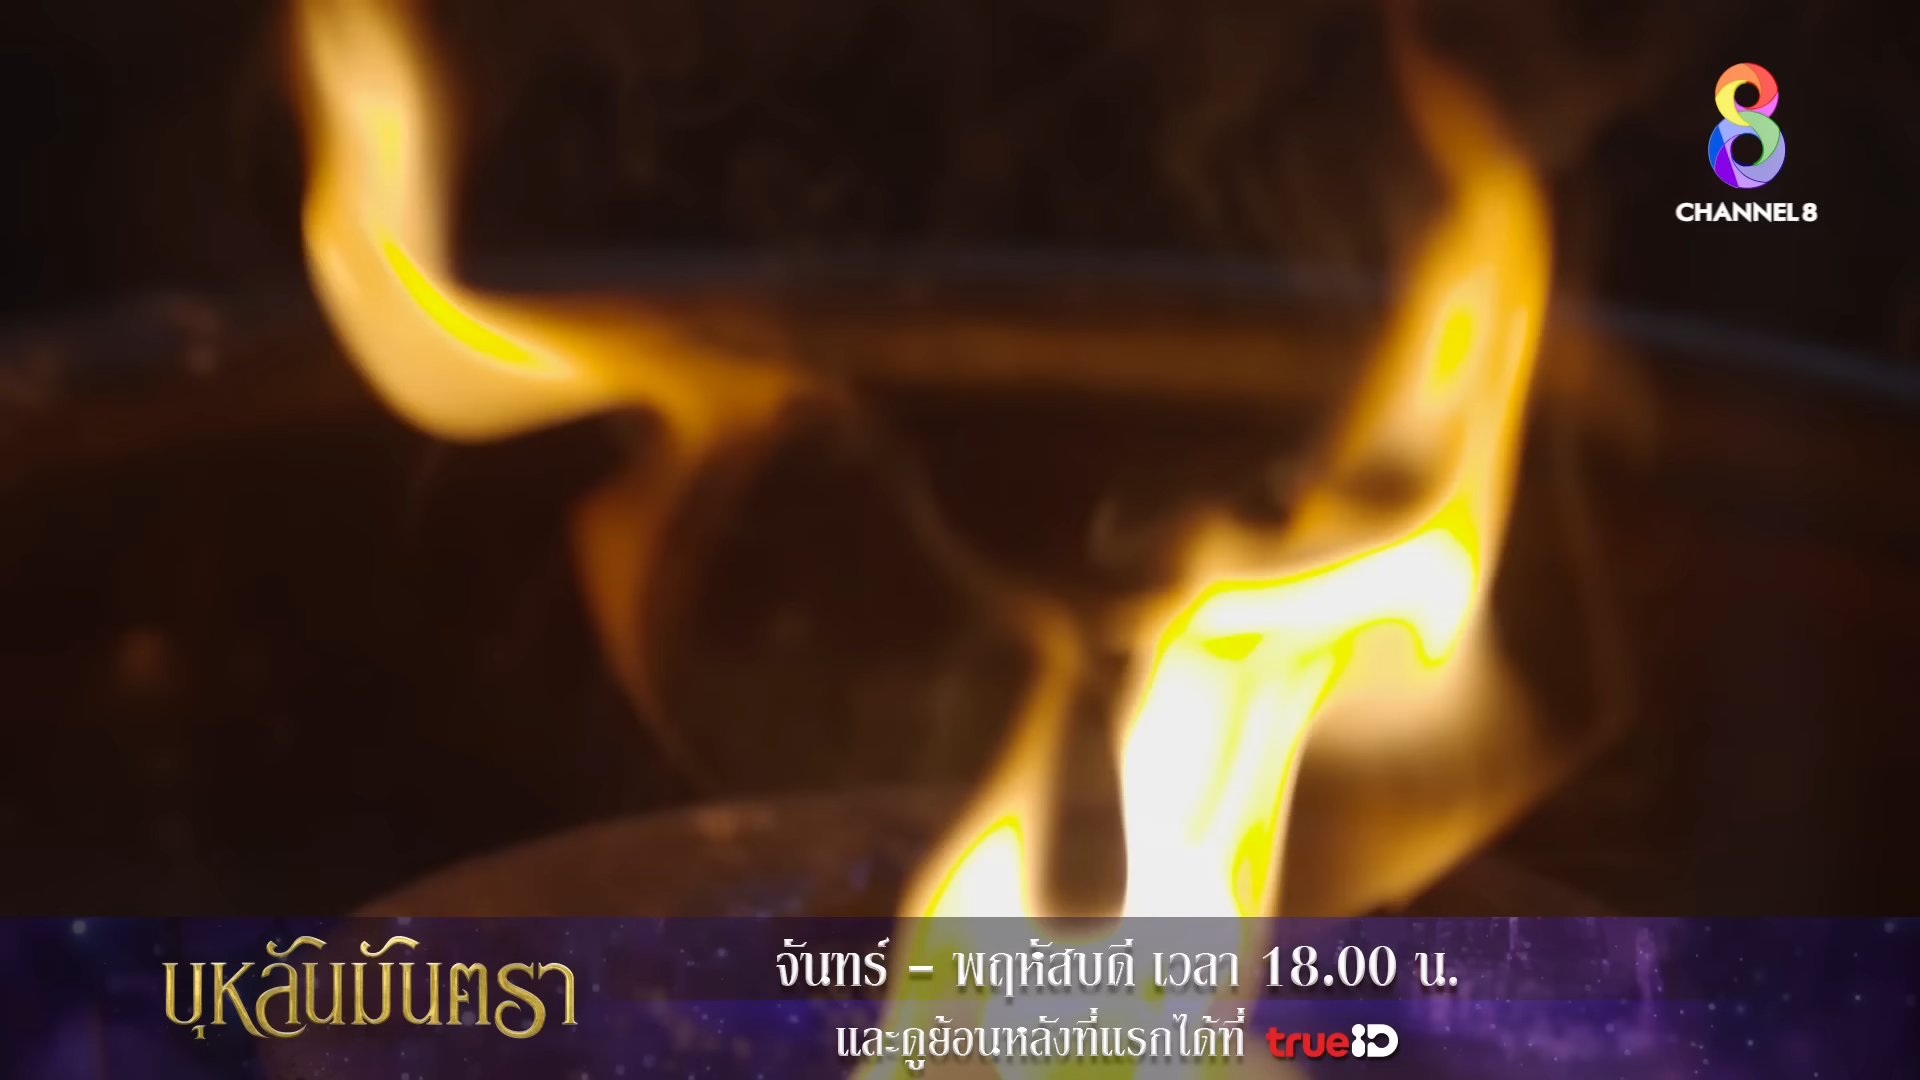 CHANNEL 8
บุหลันมันตรา
จันทร์ - พฤหัสบดี เวลา 18.00 น.
และดูย้อนหลังที่แรกได้ที่ trueID